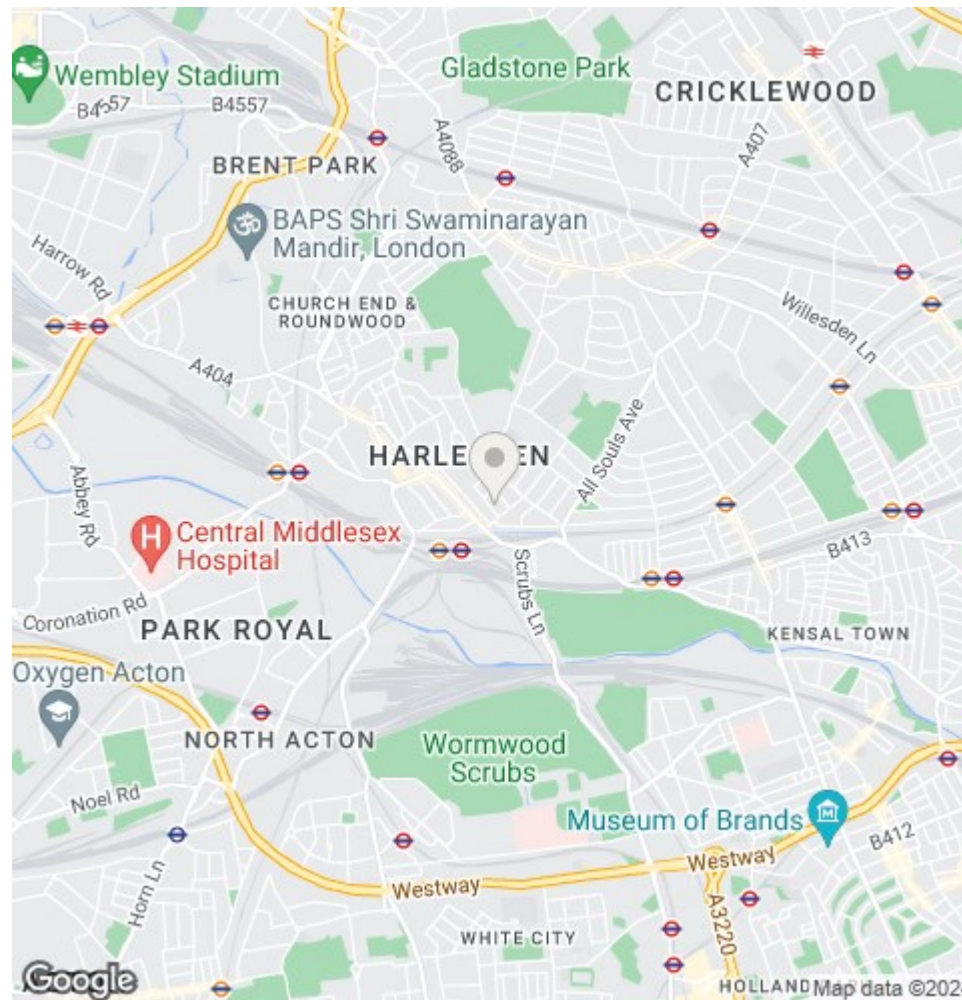 Gladstone Park
Wembley Stadium
CRICKLEWOOD
B4557
B4557
A4088
A407
BRENT PARK
BAPS Shri Swaminarayan
Mandir, London
Harrow Rd
CHURCH END &
ROUNDWOOD
Willesden Ln
A404
HARLE EN
All Souls Ave
Abbey Rd
H
Central Middlesex
Hospital
B413
Scrubs Ln
Coronation Rd
PARK ROYAL
KENSAL TOWN
Oxygen Acton
NORTH ACTON
Wormwood
Scrubs
Noel Rd
Museum of Brands
M
B412
Westway
Westway
Horn Ln
A3220
WHITE CITY
Google
HOLLAND
Map data ©2024